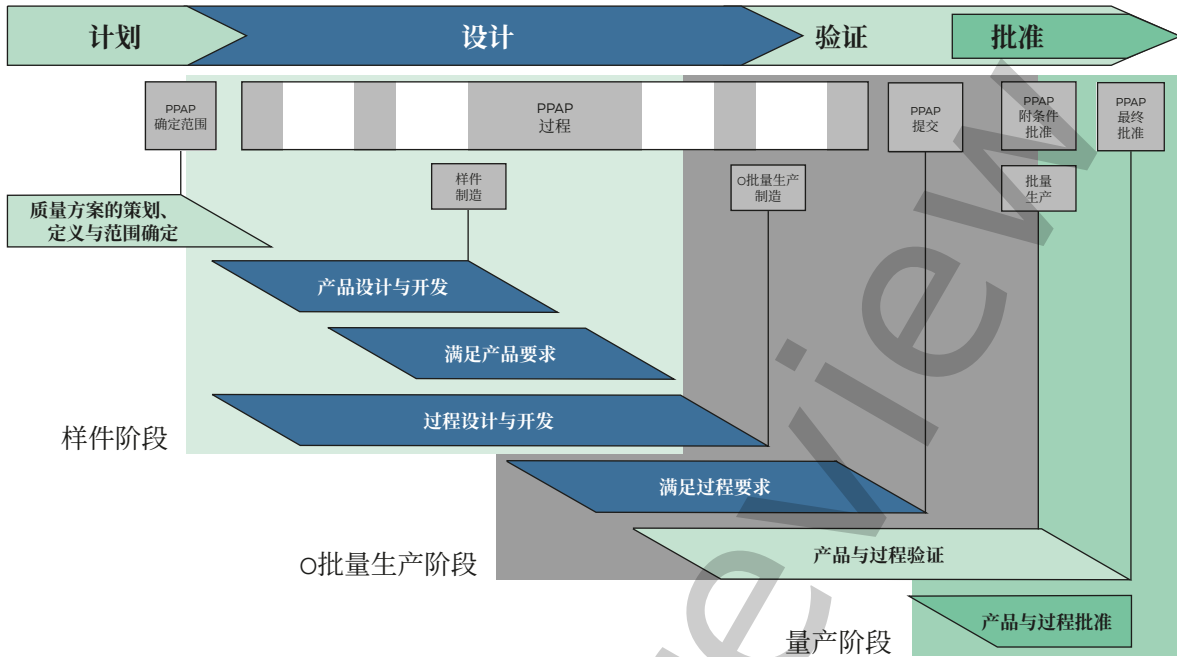 计划
设计
验证
批准
PPAP
确定范围
PPAP
过程
PPAP
提交
PPAP
附条件
批准
PPAP
最终
批准
样件
制造
O批量生产
制造
批量
生产
质量方案的策划、
定义与范围确定
产品设计与开发
满足产品要求
过程设计与开发
样件阶段
满足过程要求
产品与过程验证
O批量生产阶段
产品与过程批准
量产阶段
eview